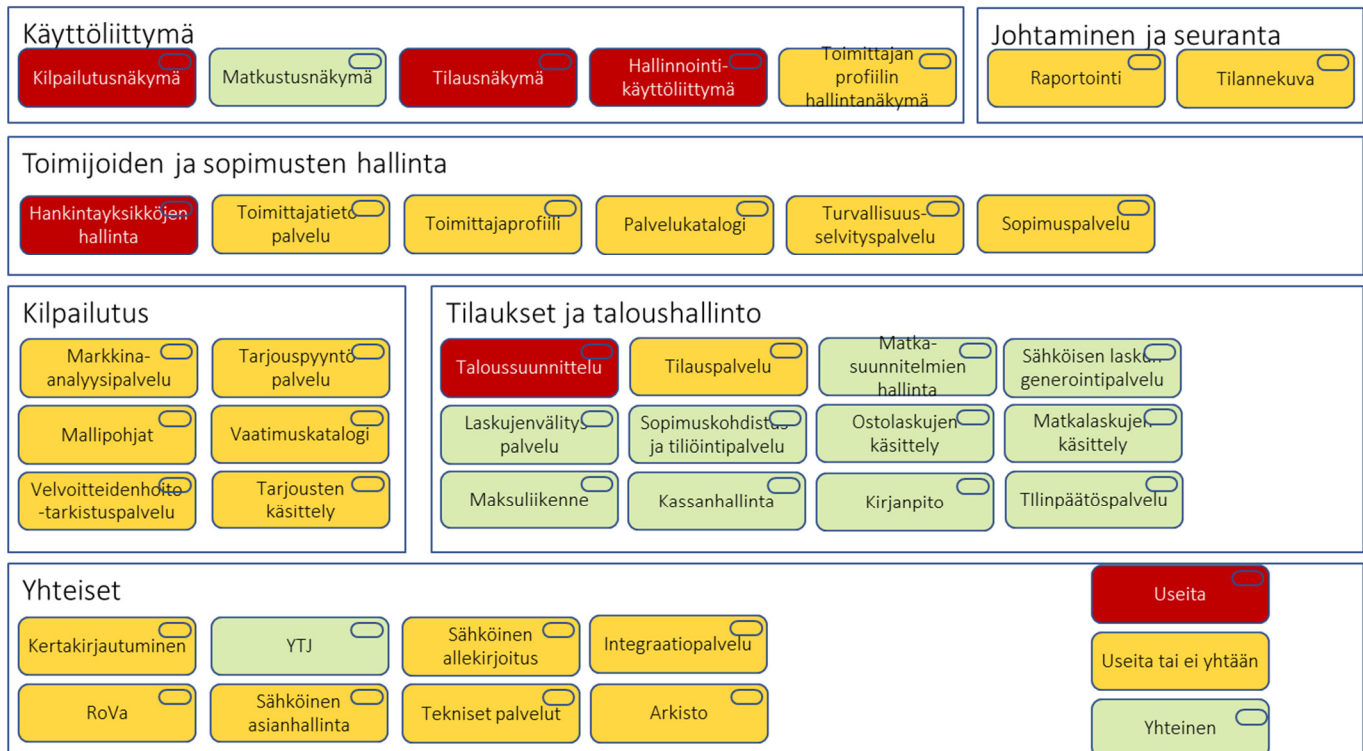 Käyttöliittymä
Kilpailutusnäkymä
Matkustusnäkymä
Tilausnäkymä
Hallinnointi-
käyttöliittymä
Toimittajan
profiilin
hallintanäkymä
Johtaminen ja seuranta
Raportointi
Tilannekuva
Toimijoiden ja sopimusten hallinta
Hankintayksikköjen
hallinta
Toimittajatieto
palvelu
Toimittajaprofiili
Palvelukatalogi
Turvallisuus-
selvityspalvelu
Sopimuspalvelu
Kilpailutus
Markkina-
analyysipalvelu
Tarjouspyyntö
palvelu
Mallipohjat
Vaatimuskatalogi
Velvoitteidenhoito
-tarkistuspalvelu
Tarjousten
käsittely
Tilaukset ja taloushallinto
Taloussuunnittelu
Tilauspalvelu
Matka-
suunnitelmien
hallinta
Sähköisen laskun
generointipalvelu
Laskujenvälitys
palvelu
Sopimuskohdistus
ja tiliöintipalvelu
Ostolaskujen
käsittely
Matkalaskujen
käsittely
Maksuliikenne
Kassanhallinta
Kirjanpito
TIlinpäätöspalvelu
Yhteiset
Kertakirjautuminen
YTJ
Sähköinen
allekirjoitus
Integraatiopalvelu
RoVa
Sähköinen
asianhallinta
Tekniset palvelut
Arkisto
Useita
Useita tai ei yhtään
Yhteinen